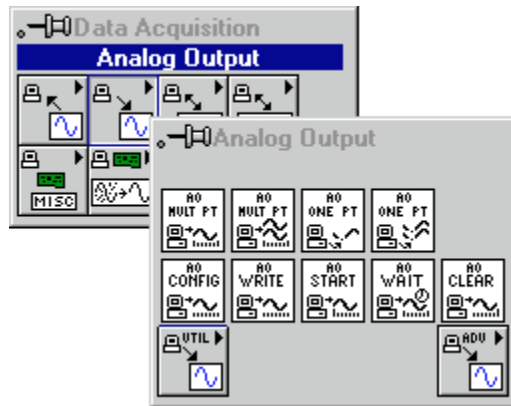 Data Acquisition
Analog Output
MISC
Analog Output
AO MULT PT
AO MULT PT
AO ONE PT
AO ONE PT
AO CONFIG
AO WRITE
AO START
AO WAIT
AO CLEAR
UTIL
ADV